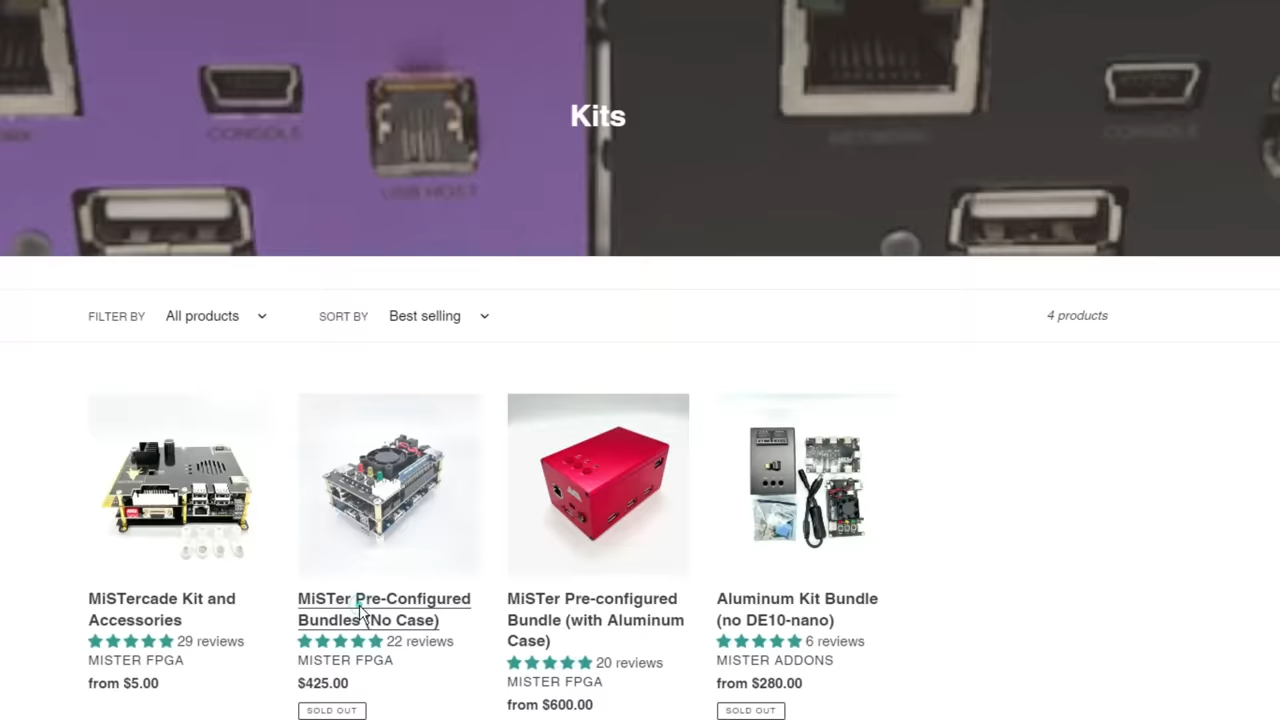 CONSOLE
USB HOST
Kits
NETWORK
CONSOLE
FILTER BY All products
SORT BY Best selling
4 products
MiSTercade Kit and
Accessories
29 reviews
MISTER FPGA
from $5.00
MiSTer Pre-Configured
Bundles (No Case)
22 reviews
MISTER FPGA
$425.00
SOLD OUT
MiSTer Pre-configured
Bundle (with Aluminum
Case)
20 reviews
MISTER FPGA
from $600.00
Aluminum Kit Bundle
(no DE10-nano)
6 reviews
MISTER ADDONS
from $280.00
SOLD OUT